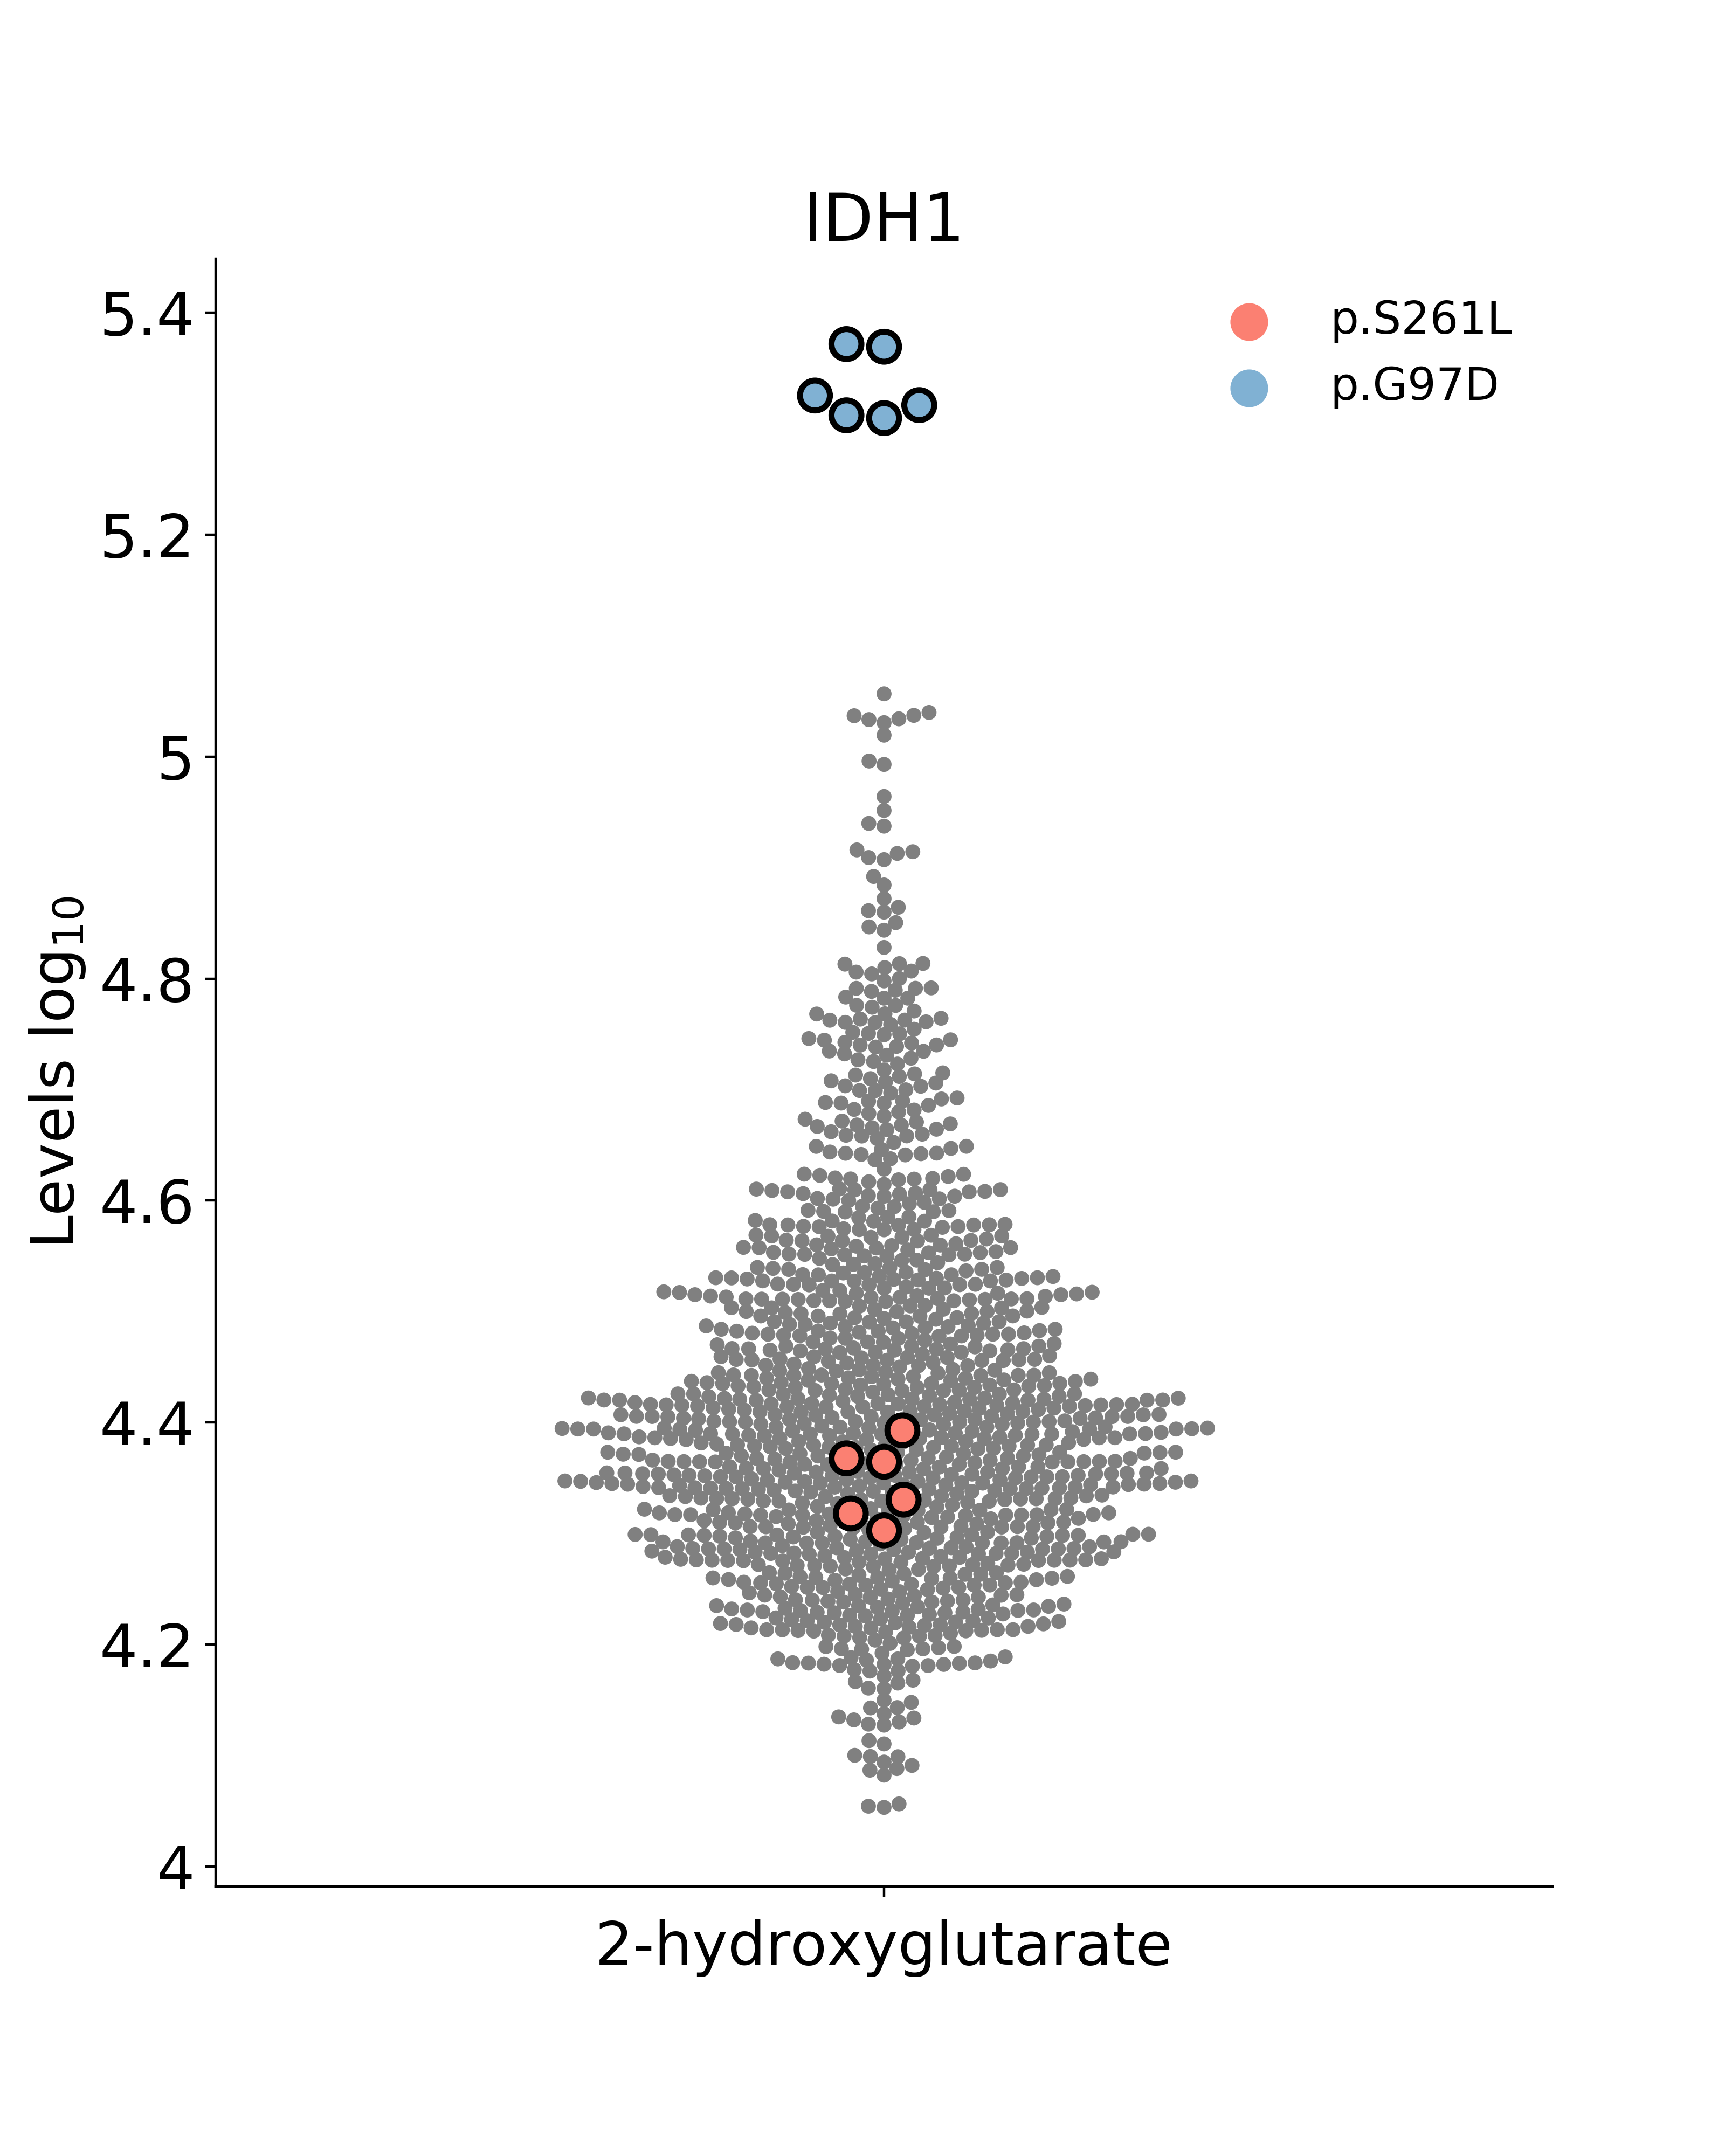 IDH1
p.S261L
p.G97D
5.4
5.2
5
4.8
4.6
4.4
4.2
4
Levels log₁₀
2-hydroxyglutarate